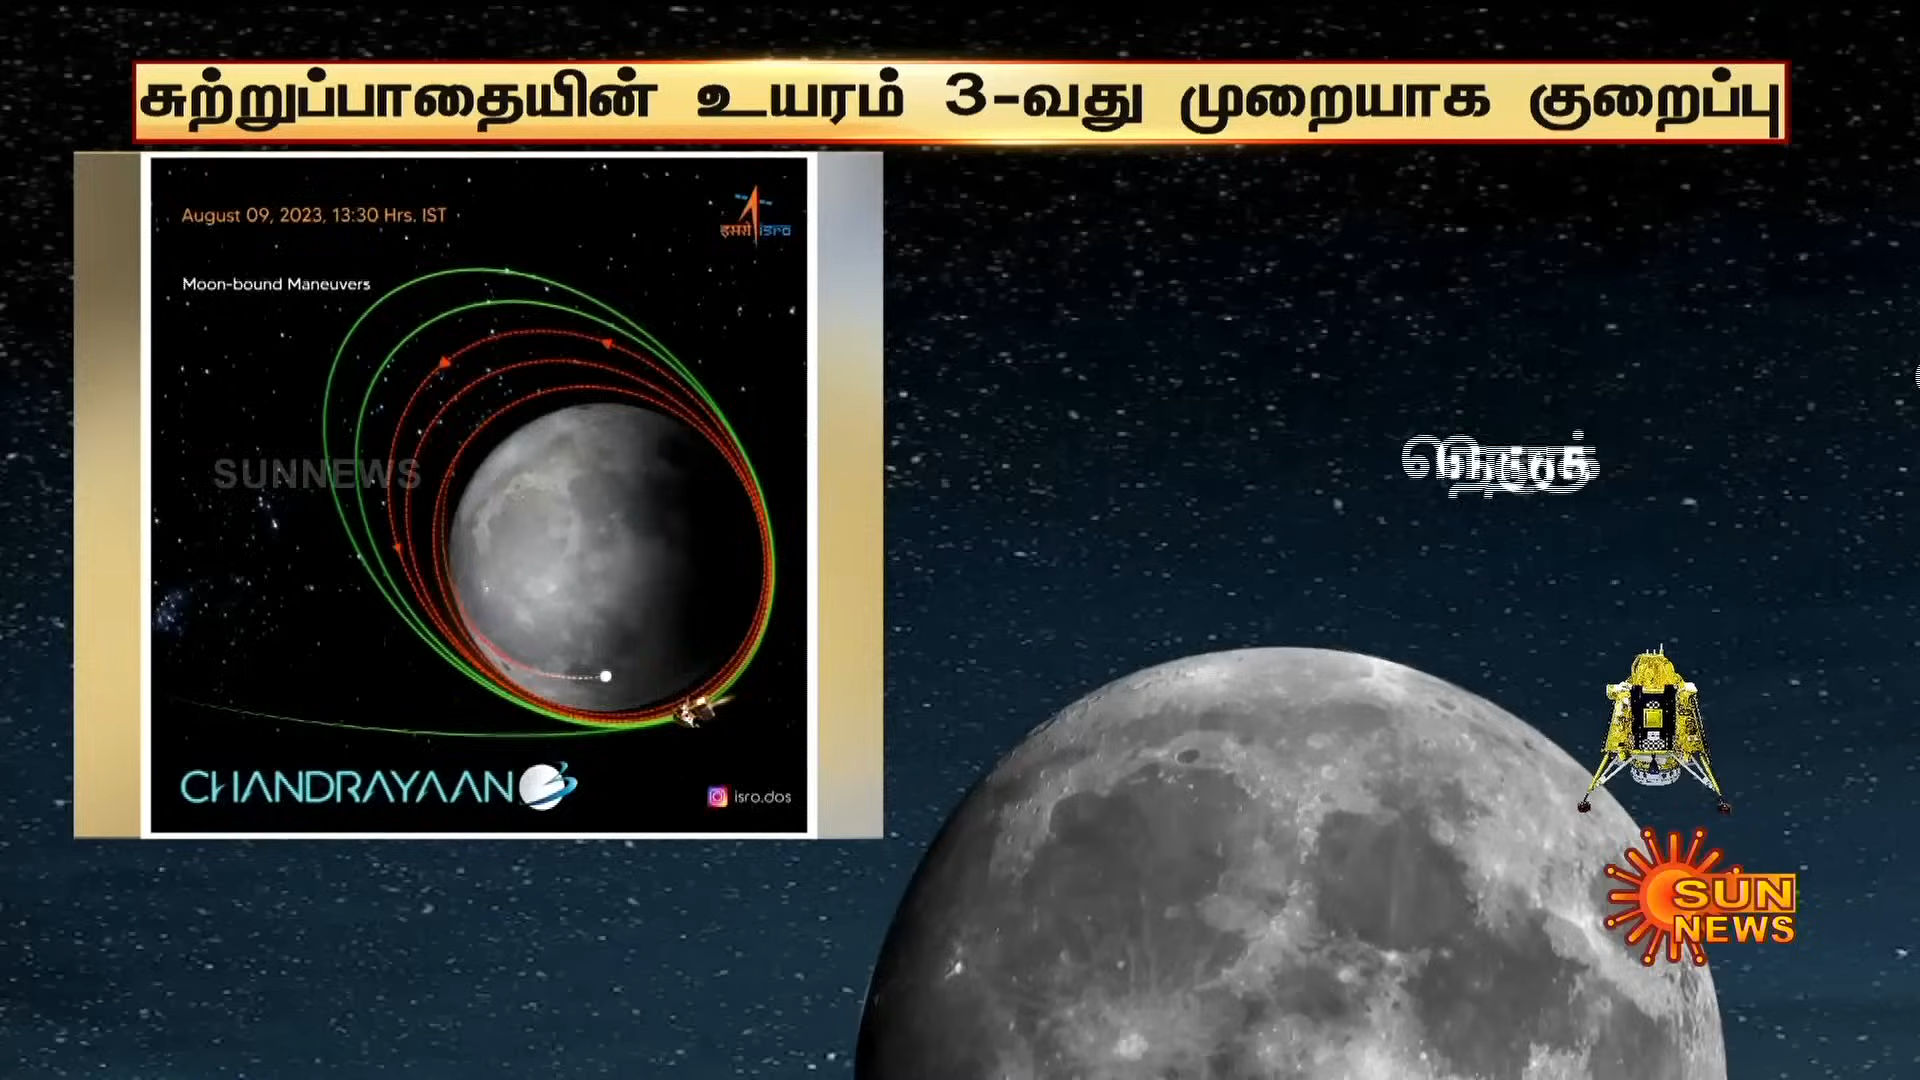 சுற்றுப்பாதையின் உயரம் 3-வது முறையாக குறைப்பு
August 09, 2023, 13:30 Hrs. IST
इसरो isro
Moon-bound Maneuvers
SUNNEWS
CHANDRAYAAN 3
isro.dos
SUN
NEWS